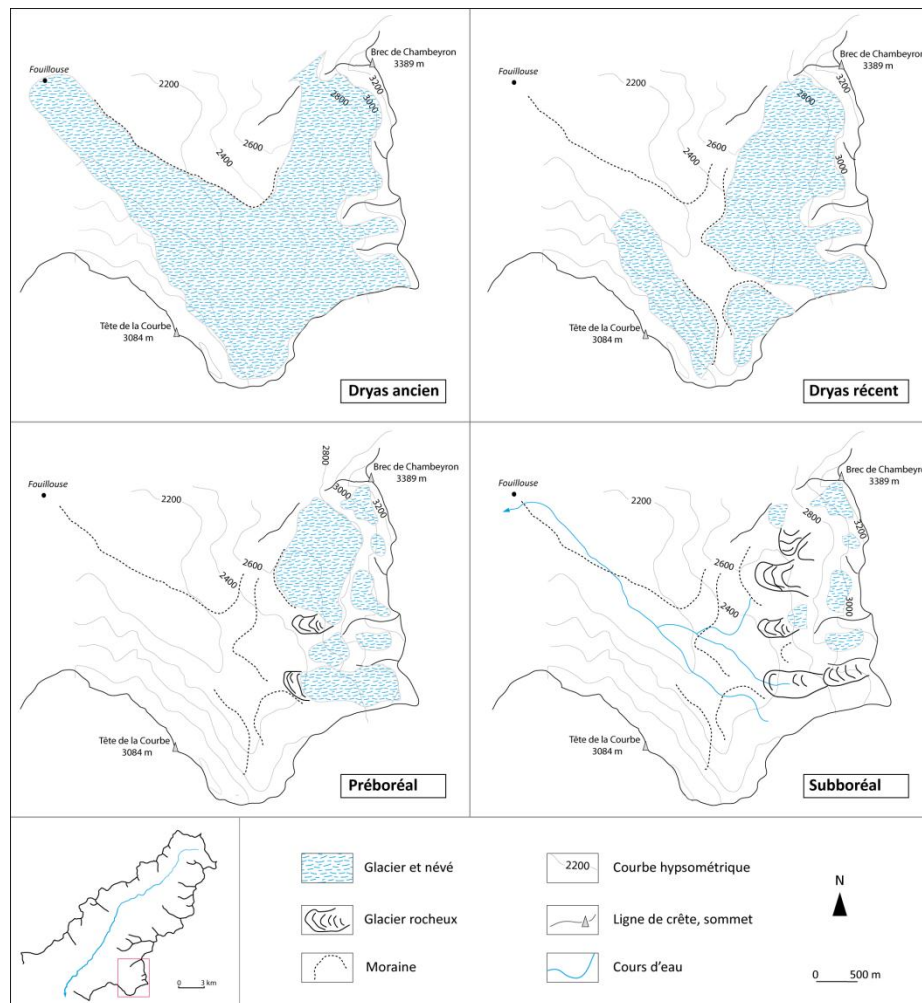 Fouillouse
2200
2400
2600
2800
3000
3200
Brec de Chambeyron
3389 m
Tête de la Courbe
3084 m
Dryas ancien
Fouillouse
2200
2400
2600
2800
3000
3200
Brec de Chambeyron
3389 m
Tête de la Courbe
3084 m
Dryas récent
Fouillouse
2200
2400
2600
2800
3000
3200
Brec de Chambeyron
3389 m
Tête de la Courbe
3084 m
Préboréal
Fouillouse
2200
2400
2600
2800
3000
3200
Brec de Chambeyron
3389 m
Tête de la Courbe
3084 m
Subboréal
0 3 km
Glacier et névé
Glacier rocheux
Moraine
2200 Courbe hypsométrique
Ligne de crête, sommet
Cours d'eau
N
0 500 m